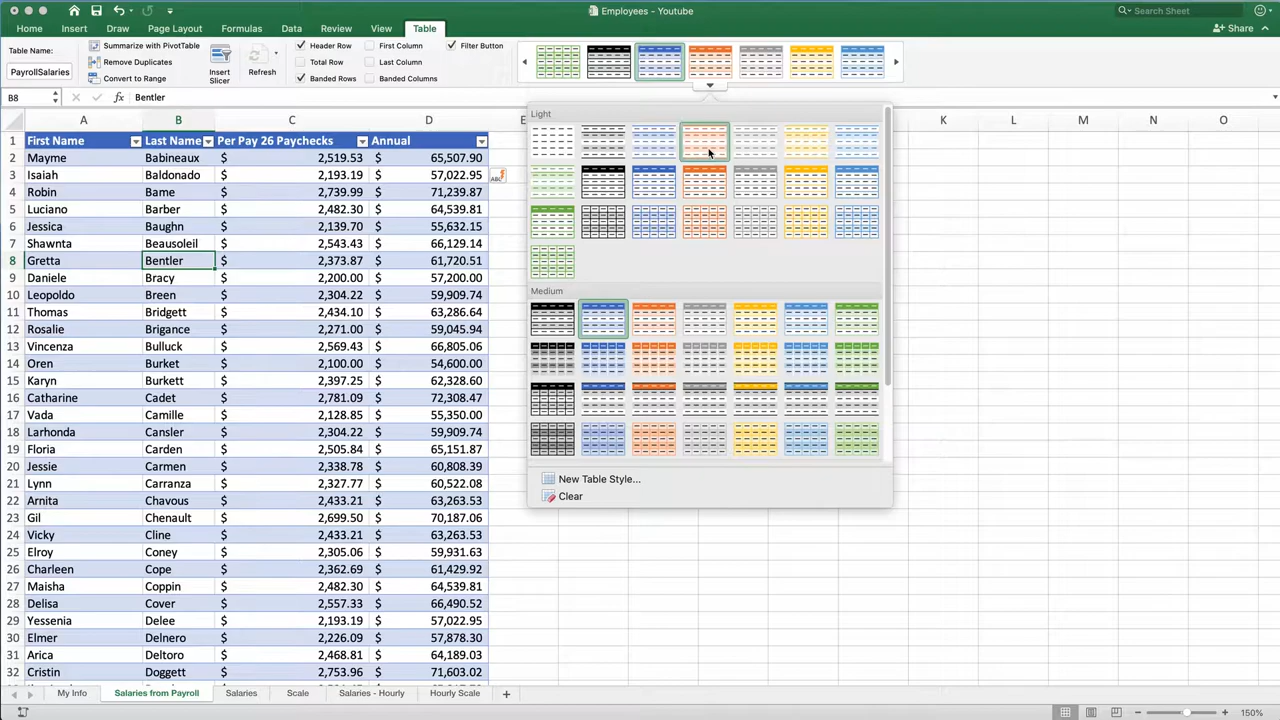 Employees - Youtube
Search Sheet
Home
Insert
Draw
Page Layout
Formulas
Data
Review
View
Table
Share
Table Name:
PayrollSalaries
Summarize with PivotTable
Remove Duplicates
Convert to Range
Insert
Slicer
Refresh
Header Row
First Column
Filter Button
Total Row
Last Column
Banded Rows
Banded Columns
B8
fx
Bentler
A B C D E K L M N O
1 First Name Last Name Per Pay 26 Paychecks Annual
Mayme Babineaux $ 2,519.53 $ 65,507.90
3 Isaiah Baldonado $ 2,193.19 $ 57,022.95
4 Robin Bame $ 2,739.99 $ 71,239.87
5 Luciano Barber $ 2,482.30 $ 64,539.81
6 Jessica Baughn $ 2,139.70 $ 55,632.15
7 Shawnta Beausoleil $ 2,543.43 $ 66,129.14
8 Gretta Bentler $ 2,373.87 $ 61,720.51
9 Daniele Bracy $ 2,200.00 $ 57,200.00
10 Leopoldo Breen $ 2,304.22 $ 59,909.74
11 Thomas Bridgett $ 2,434.10 $ 63,286.64
12 Rosalie Brigance $ 2,271.00 $ 59,045.94
13 Vincenza Bulluck $ 2,569.43 $ 66,805.06
14 Oren Burket $ 2,100.00 $ 54,600.00
15 Karyn Burkett $ 2,397.25 $ 62,328.60
16 Catharine Cadet $ 2,781.09 $ 72,308.47
17 Vada Camille $ 2,128.85 $ 55,350.00
18 Larhonda Cansler $ 2,304.22 $ 59,909.74
19 Floria Carden $ 2,505.84 $ 65,151.87
20 Jessie Carmen $ 2,338.78 $ 60,808.39
21 Lynn Carranza $ 2,327.77 $ 60,522.08
22 Arnita Chavous $ 2,433.21 $ 63,263.53
23 Gil Chenault $ 2,699.50 $ 70,187.06
24 Vicky Cline $ 2,433.21 $ 63,263.53
25 Elroy Coney $ 2,305.06 $ 59,931.63
26 Charleen Cope $ 2,362.69 $ 61,429.92
27 Maisha Coppin $ 2,482.30 $ 64,539.81
28 Delisa Cover $ 2,557.33 $ 66,490.52
29 Yessenia Delee $ 2,193.19 $ 57,022.95
30 Elmer Delnero $ 2,226.09 $ 57,878.30
31 Arica Deltoro $ 2,468.81 $ 64,189.03
32 Cristin Doggett $ 2,753.96 $ 71,603.02
Light
Medium
New Table Style...
Clear
My Info
Salaries from Payroll
Salaries
Scale
Salaries - Hourly
Hourly Scale
150%